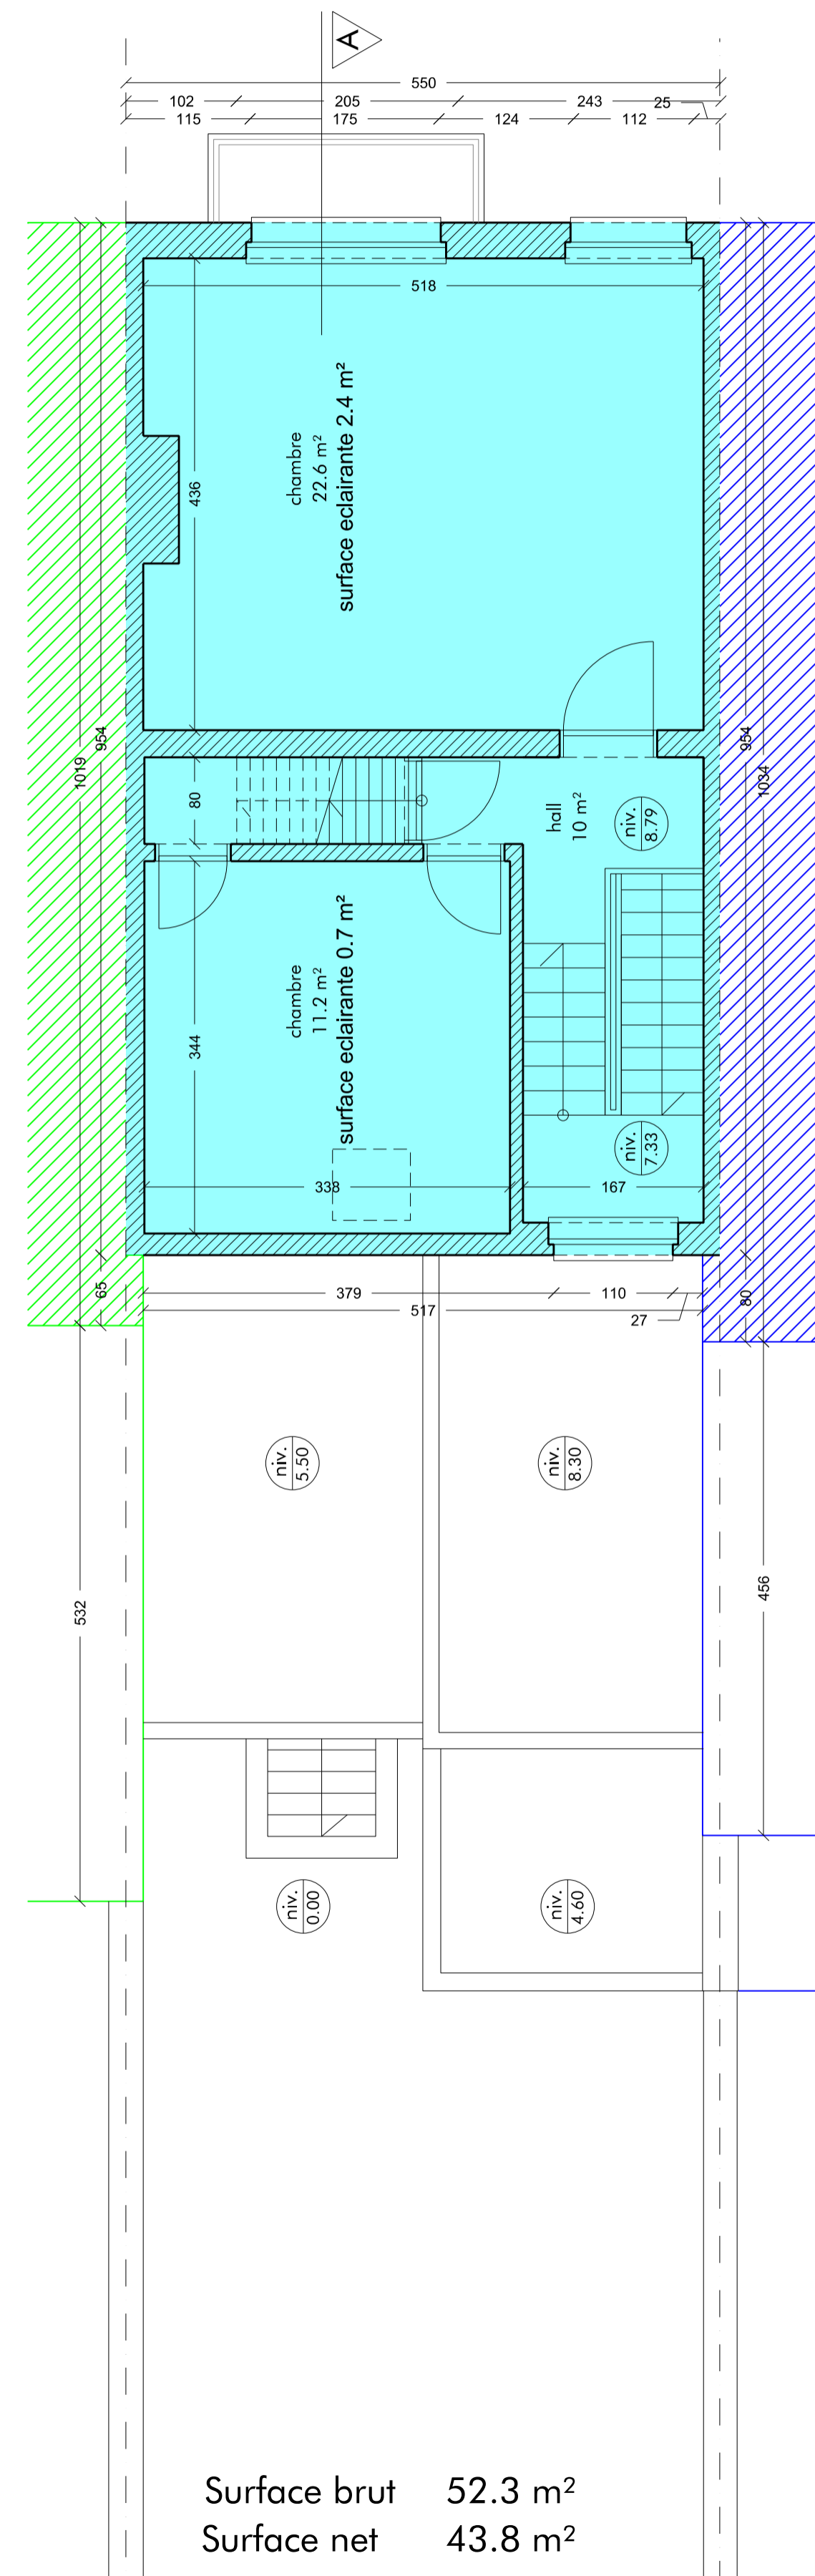 A
550
102
205
243
25
115
175
124
112
518
chambre
22.6 m²
surface eclairante 2.4 m²
436
1019
954
954
1034
80
hall
10 m²
niv.
8.79
chambre
11.2 m²
surface eclairante 0.7 m²
344
niv.
7.33
338
167
65
379
110
80
517
27
niv.
5.50
niv.
8.30
532
456
niv.
0.00
niv.
4.60
Surface brut 52.3 m²
Surface net 43.8 m²